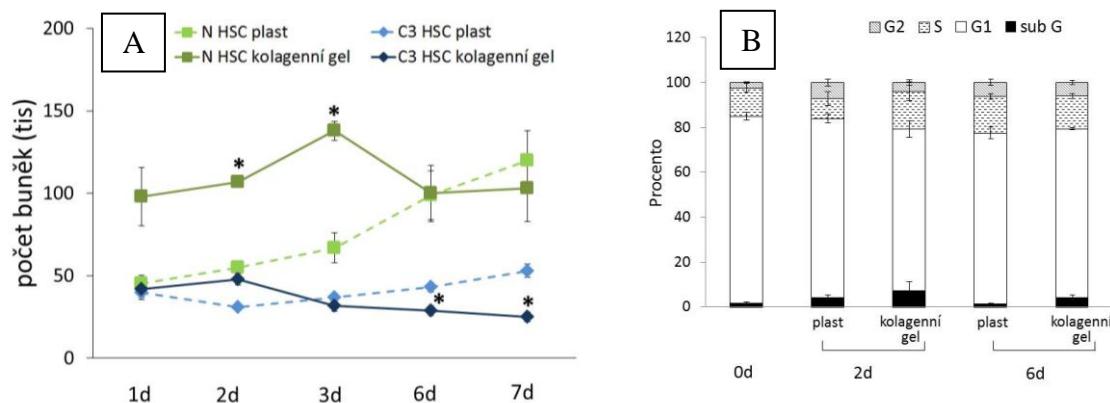 A
N HSC plast
C3 HSC plast
N HSC kolagenní gel
C3 HSC kolagenní gel
počet buněk (tis)
200
150
100
50
0
*
*
*
*
1d
2d
3d
6d
7d
B
G2
S
G1
sub G
Procento
120
100
80
60
40
20
0
plast
kolagenní
gel
plast
kolagenní
gel
0d
2d
6d